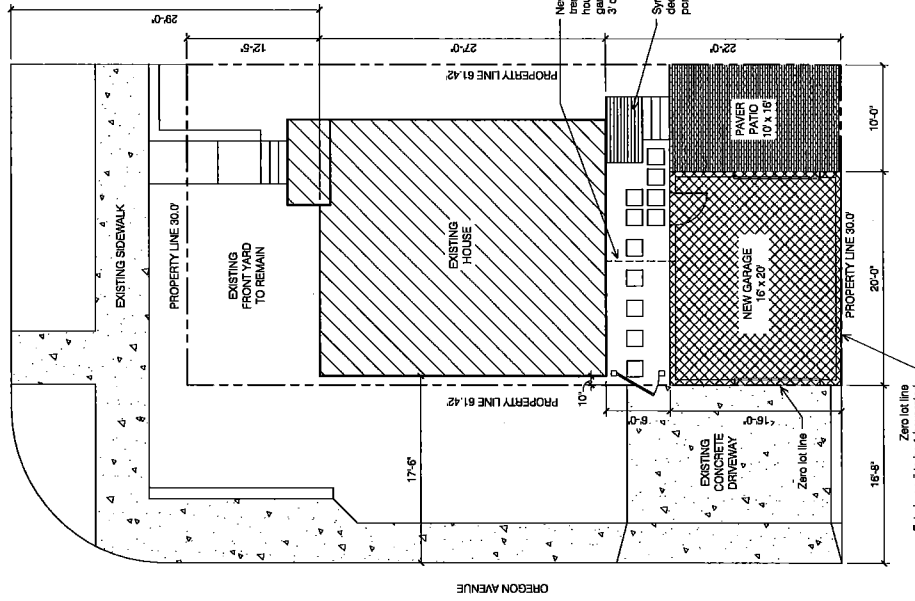 29'-0"
12'-5"
27'-0"
22'-0"
EXISTING SIDEWALK
PROPERTY LINE 30.0'
EXISTING
FRONT YARD
TO REMAIN
PROPERTY LINE 61.42'
EXISTING
HOUSE
PROPERTY LINE 61.42'
10"
17'-6"
6'-0"
16'-0"
PAVER
PATIO
10' x 16'
10'-0"
NEW GARAGE
16' x 20'
20'-0"
PROPERTY LINE 30.0'
EXISTING
CONCRETE
DRIVEWAY
Zero lot line
16'-8"
Zero lot line
OREGON AVENUE